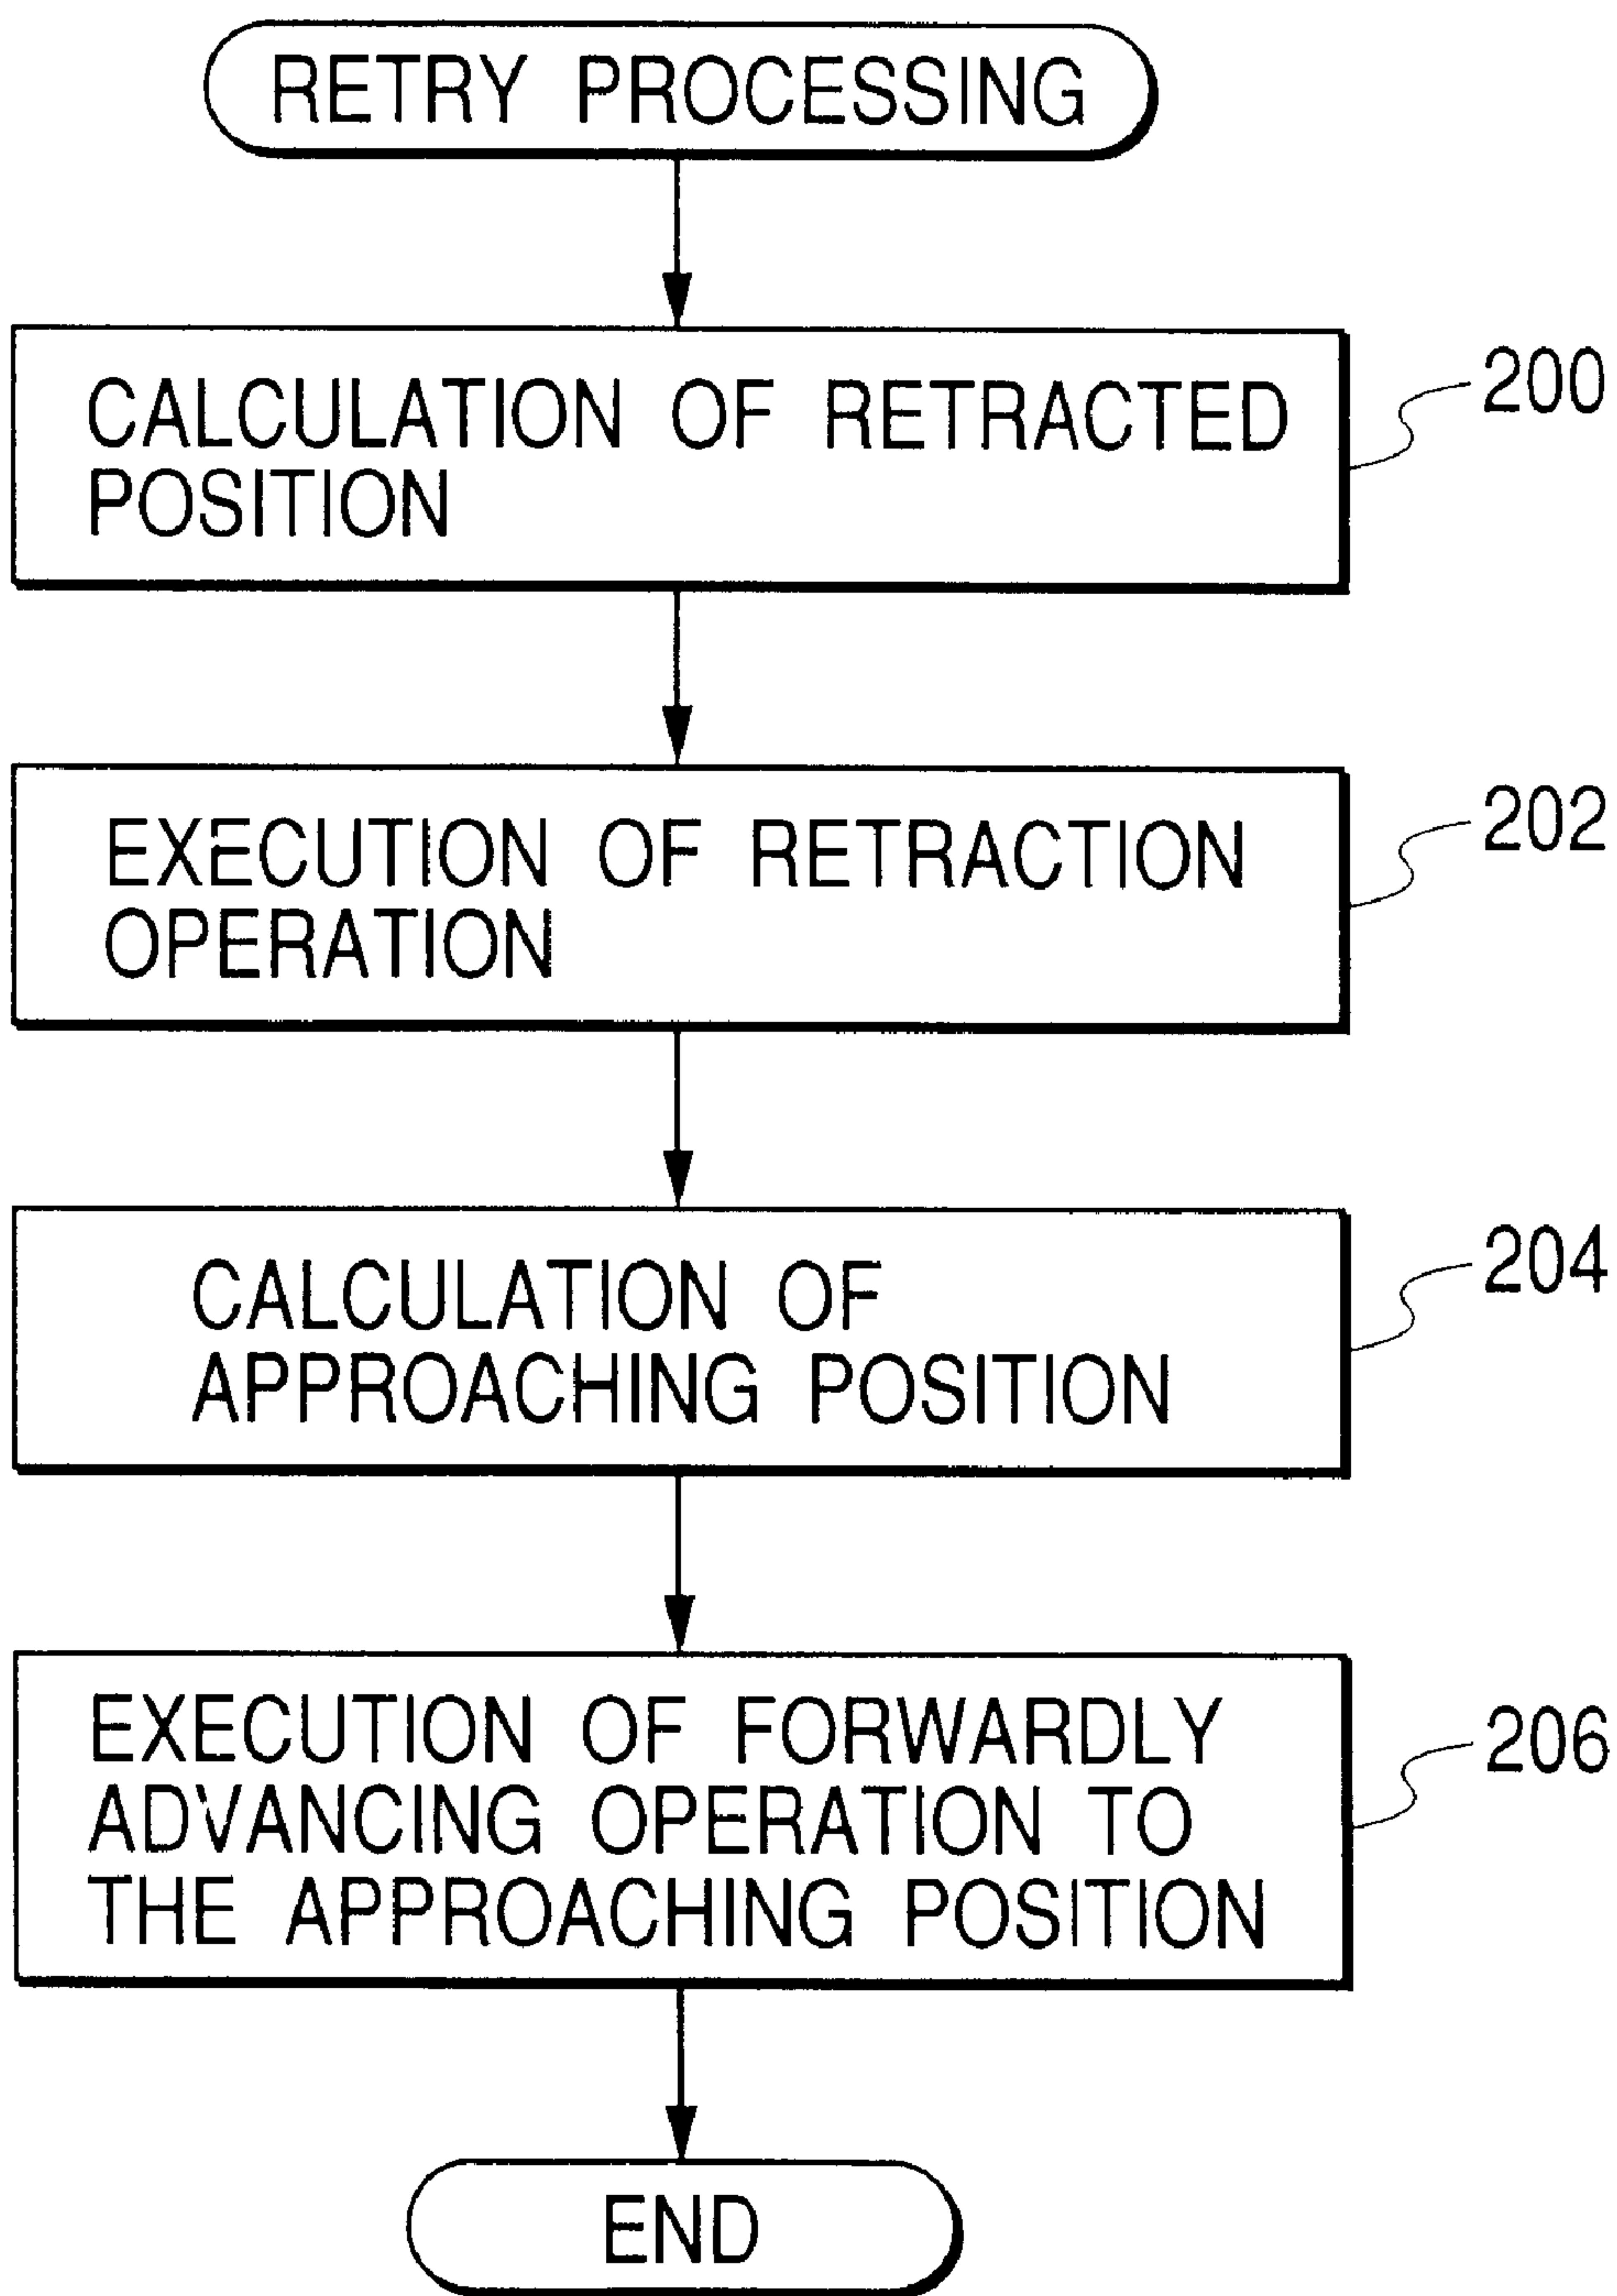 RETRY PROCESSING
CALCULATION OF RETRACTED
POSITION
200
EXECUTION OF RETRACTION
OPERATION
202
CALCULATION OF
APPROACHING POSITION
204
EXECUTION OF FORWARDLY
ADVANCING OPERATION TO
THE APPROACHING POSITION
206
END